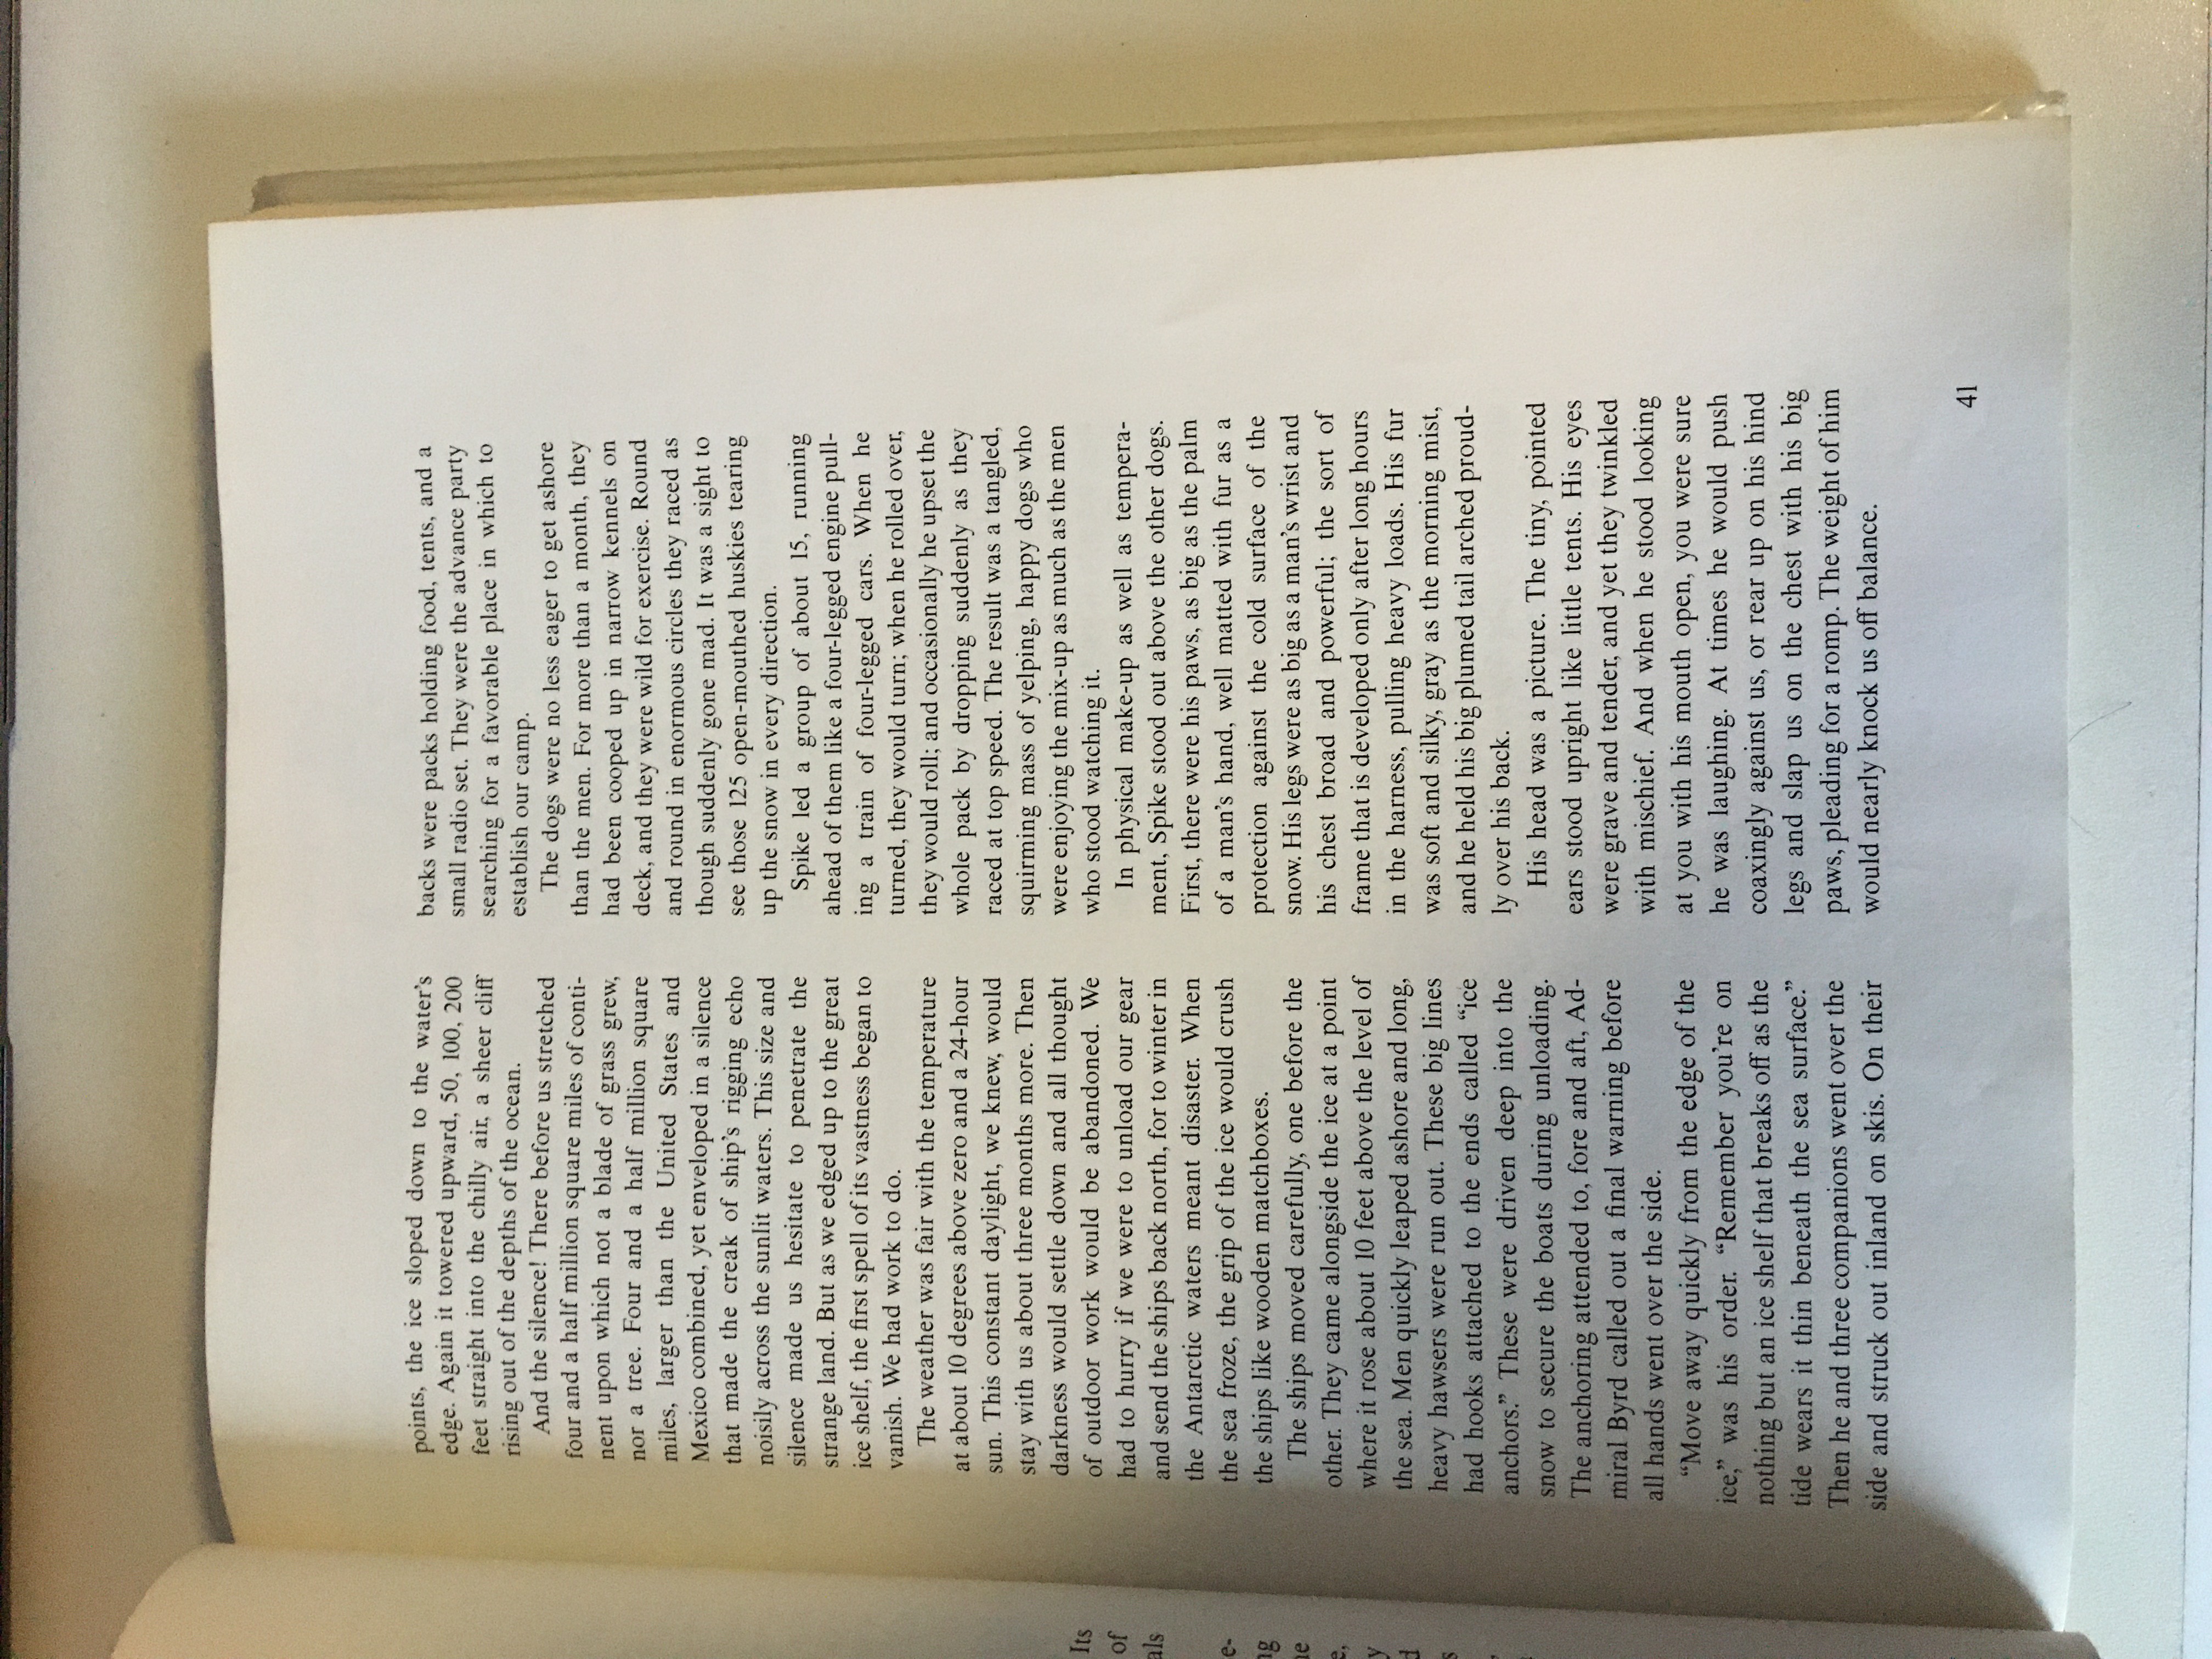 Its
of
points, the ice sloped down to the water's
edge. Again it towered upward, 50, 100, 200
feet straight into the chilly air, a sheer cliff
rising out of the depths of the ocean.
And the silence! There before us stretched
four and a half million square miles of conti-
nent upon which not a blade of grass grew,
nor a tree. Four and a half million square
miles, larger than the United States and
Mexico combined, yet enveloped in a silence
that made the creak of ship's rigging echo
noisily across the sunlit waters. This size and
silence made us hesitate to penetrate the
strange land. But as we edged up to the great
ice shelf, the first spell of its vastness began to
vanish. We had work to do.
The weather was fair with the temperature
at about 10 degrees above zero and a 24-hour
sun. This constant daylight, we knew, would
stay with us about three months more. Then
darkness would settle down and all thought
of outdoor work would be abandoned. We
had to hurry if we were to unload our gear
and send the ships back north, for to winter in
the Antarctic waters meant disaster. When
the sea froze, the grip of the ice would crush
the ships like wooden matchboxes.
The ships moved carefully, one before the
other. They came alongside the ice at a point
where it rose about 10 feet above the level of
the sea. Men quickly leaped ashore and long,
heavy hawsers were run out. These big lines
had hooks attached to the ends called “ice
anchors.” These were driven deep into the
snow to secure the boats during unloading.
The anchoring attended to, fore and aft, Ad-
miral Byrd called out a final warning before
all hands went over the side.
“Move away quickly from the edge of the
ice,” was his order. “Remember you're on
nothing but an ice shelf that breaks off as the
tide wears it thin beneath the sea surface.”
Then he and three companions went over the
side and struck out inland on skis. On their
backs were packs holding food, tents, and a
small radio set. They were the advance party
searching for a favorable place in which to
establish our camp.
The dogs were no less eager to get ashore
than the men. For more than a month, they
had been cooped up in narrow kennels on
deck, and they were wild for exercise. Round
and round in enormous circles they raced as
though suddenly gone mad. It was a sight to
see those 125 open-mouthed huskies tearing
up the snow in every direction.
Spike led a group of about 15, running
ahead of them like a four-legged engine pull-
ing a train of four-legged cars. When he
turned, they would turn; when he rolled over,
they would roll; and occasionally he upset the
whole pack by dropping suddenly as they
raced at top speed. The result was a tangled,
squirming mass of yelping, happy dogs who
were enjoying the mix-up as much as the men
who stood watching it.
In physical make-up as well as tempera-
ment, Spike stood out above the other dogs.
First, there were his paws, as big as the palm
of a man's hand, well matted with fur as a
protection against the cold surface of the
snow. His legs were as big as a man's wrist and
his chest broad and powerful; the sort of
frame that is developed only after long hours
in the harness, pulling heavy loads. His fur
was soft and silky, gray as the morning mist,
and he held his big plumed tail arched proud-
ly over his back.
His head was a picture. The tiny, pointed
ears stood upright like little tents. His eyes
were grave and tender, and yet they twinkled
with mischief. And when he stood looking
at you with his mouth open, you were sure
he was laughing. At times he would push
coaxingly against us, or rear up on his hind
legs and slap us on the chest with his big
paws, pleading for a romp. The weight of him
would nearly knock us off balance.
41